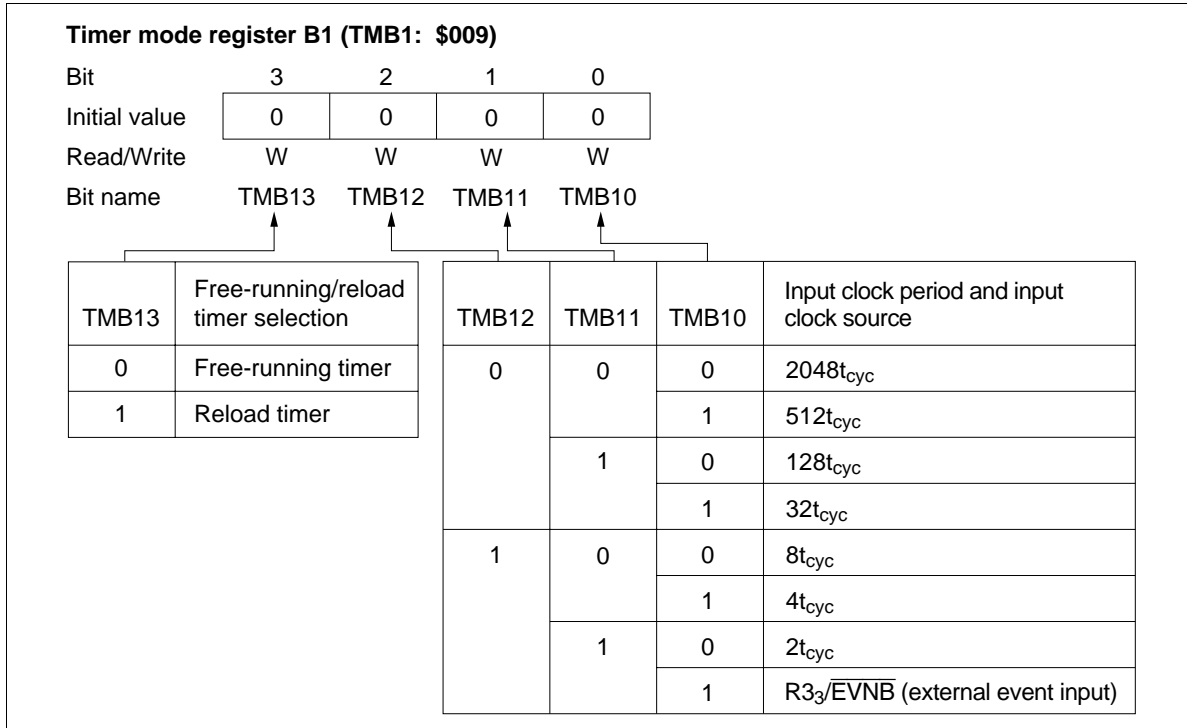 Timer mode register B1 (TMB1: $009)
Bit 3 2 1 0
Initial value 0 0 0 0
Read/Write W W W W
Bit name TMB13 TMB12 TMB11 TMB10
TMB13 Free-running/reload timer selection
0 Free-running timer
1 Reload timer
TMB12 TMB11 TMB10 Input clock period and input clock source
0 0 0 2048tcyc
1 512tcyc
1 0 128tcyc
1 32tcyc
1 0 0 8tcyc
1 4tcyc
1 0 2tcyc
1 R33/EVNB (external event input)